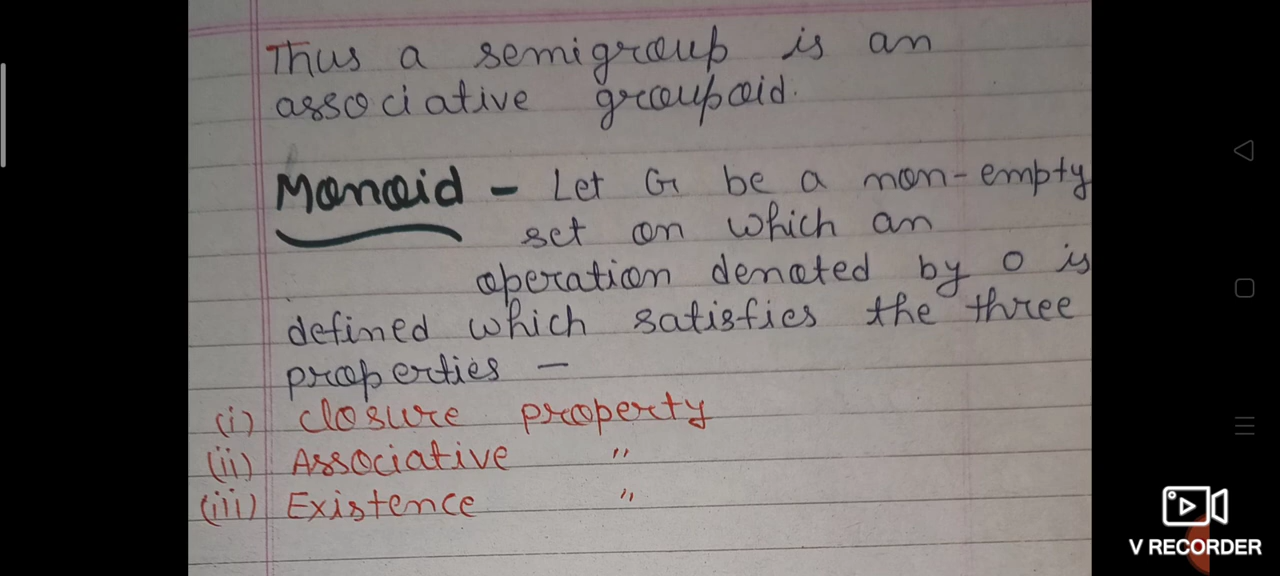 Thus a semigroup is an
associative groupoid.
Monoid - Let G be a non-empty
set on which an
operation denoted by o is
defined which satisfies the three
properties —
(i) Closure property
(ii) Associative "
(iii) Existence "
V RECORDER